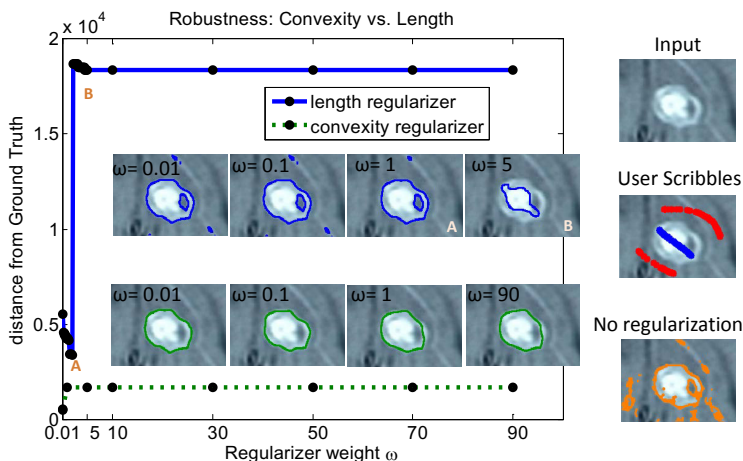 Robustness: Convexity vs. Length
2 x 10^4
1.5
1
0.5
0
distance from Ground Truth
B
length regularizer
convexity regularizer
ω= 0.01 ω= 0.1 ω= 1 ω= 5
A B
ω= 0.01 ω= 0.1 ω= 1 ω= 90
A
0.01 1 5 10 30 50 70 90
Regularizer weight ω
Input
User Scribbles
No regularization